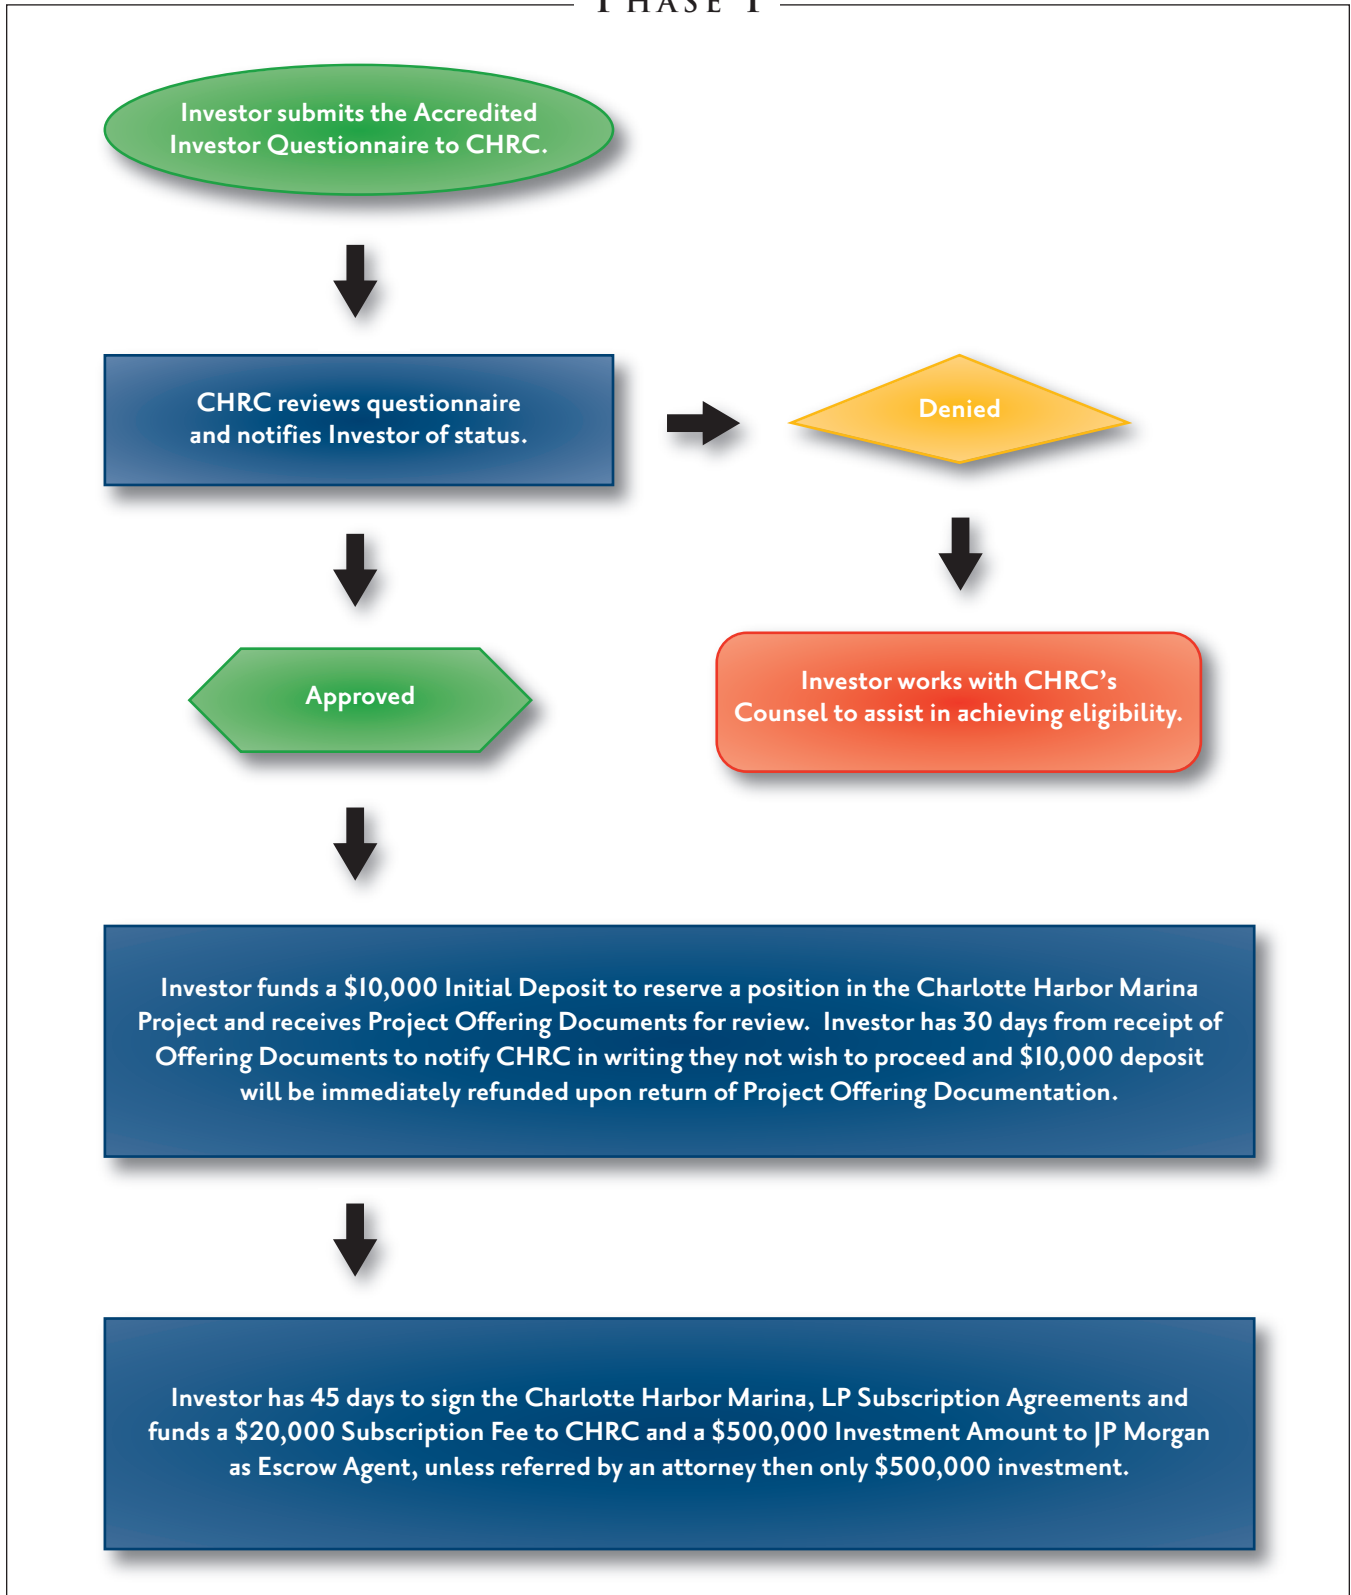 PHASE 1
Investor submits the Accredited
Investor Questionnaire to CHRC.
CHRC reviews questionnaire
and notifies Investor of status.
Denied
Approved
Investor works with CHRC’s
Counsel to assist in achieving eligibility.
Investor funds a $10,000 Initial Deposit to reserve a position in the Charlotte Harbor Marina
Project and receives Project Offering Documents for review.  Investor has 30 days from receipt of
Offering Documents to notify CHRC in writing they not wish to proceed and $10,000 deposit
will be immediately refunded upon return of Project Offering Documentation.
Investor has 45 days to sign the Charlotte Harbor Marina, LP Subscription Agreements and
funds a $20,000 Subscription Fee to CHRC and a $500,000 Investment Amount to JP Morgan
as Escrow Agent, unless referred by an attorney then only $500,000 investment.